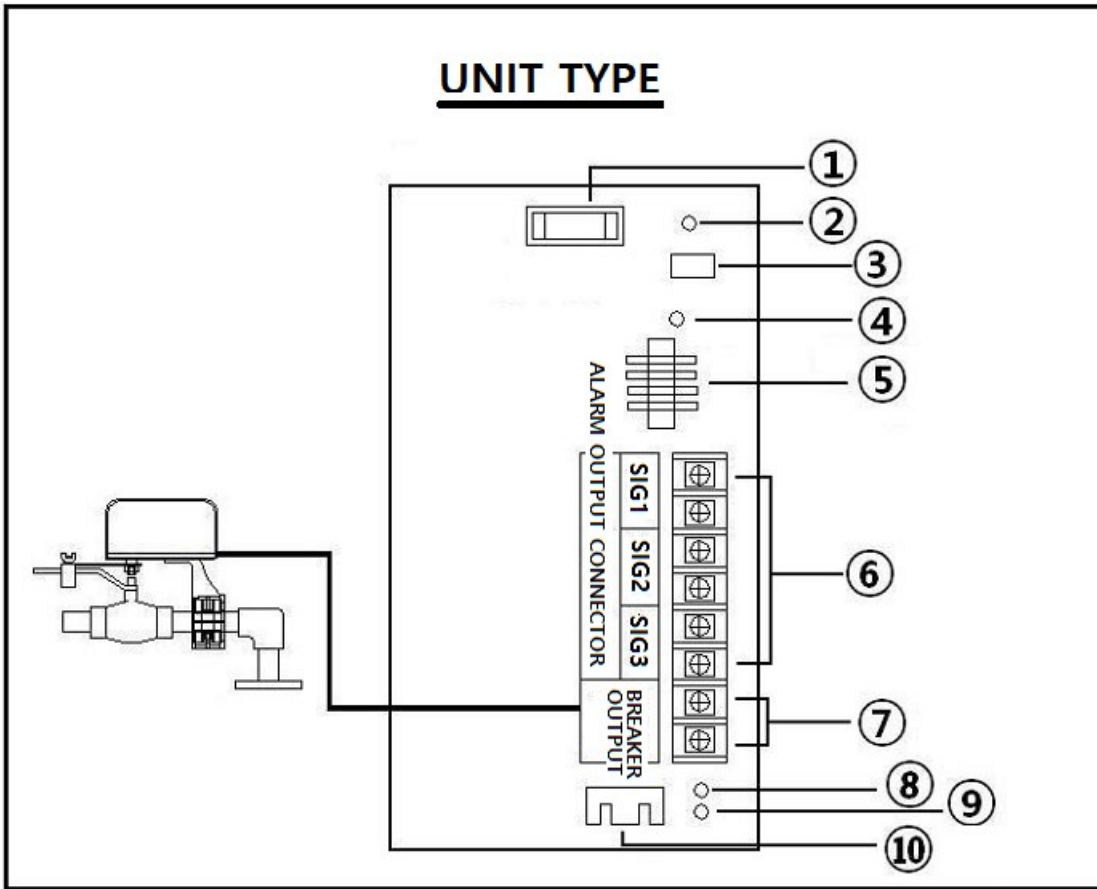 UNIT TYPE
①
②
③
④
⑤
ALARM OUTPUT CONNECTOR
SIG1
SIG2
SIG3
⑥
BREAKER
OUTPUT
⑦
⑧
⑨
⑩